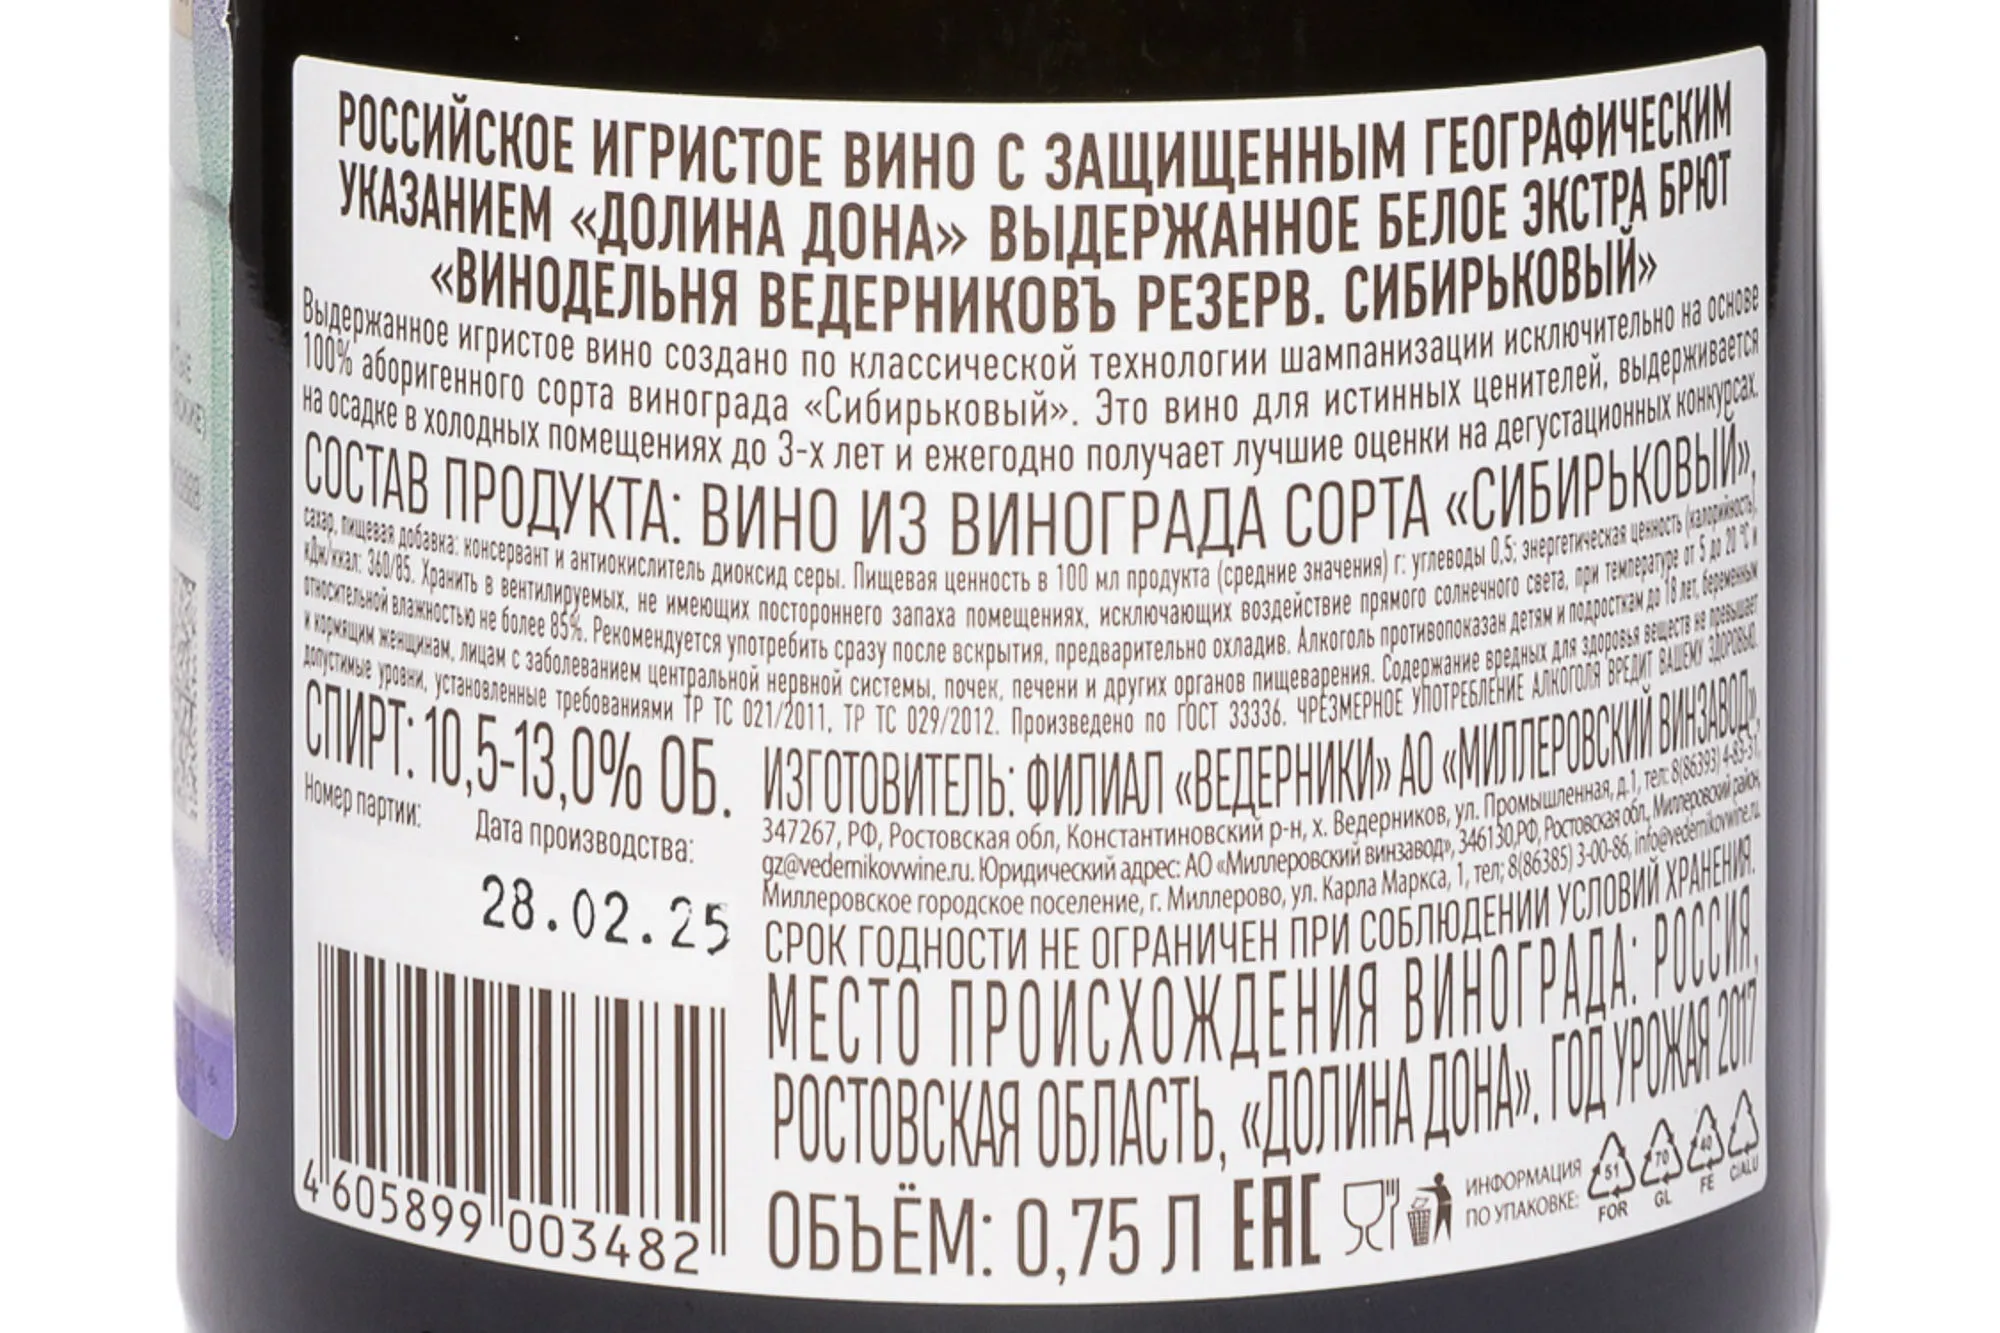 РОССИЙСКОЕ ИГРИСТОЕ ВИНО С ЗАЩИЩЕННЫМ ГЕОГРАФИЧЕСКИМ
УКАЗАНИЕМ «ДОЛИНА ДОНА» ВЫДЕРЖАННОЕ БЕЛОЕ ЭКСТРА БРЮТ
«ВИНОДЕЛЬНЯ ВЕДЕРНИКОВЪ РЕЗЕРВ. СИБИРЬКОВЫЙ»
Выдержанное игристое вино создано по классической технологии шампанизации исключительно на основе
100% аборигенного сорта винограда «Сибирьковый». Это вино для истинных ценителей, выдерживается
на осадке в холодных помещениях до 3-х лет и ежегодно получает лучшие оценки на дегустационных конкурсах.
СОСТАВ ПРОДУКТА: ВИНО ИЗ ВИНОГРАДА СОРТА «СИБИРЬКОВЫЙ»,
сахар, пищевая добавка: консервант и антиокислитель диоксид серы. Пищевая ценность в 100 мл продукта (средние значения) г: углеводы 0,5; энергетическая ценность (калорийность),
кДж/ккал: 360/85. Хранить в вентилируемых, не имеющих постороннего запаха помещениях, исключающих воздействие прямого солнечного света, при температуре от 5 до 20 °С и
относительной влажностью не более 85%. Рекомендуется употребить сразу после вскрытия, предварительно охладив. Алкоголь противопоказан детям и подросткам до 18 лет, беременным
и кормящим женщинам, лицам с заболеванием центральной нервной системы, почек, печени и других органов пищеварения. Содержание вредных для здоровья веществ не превышает
допустимые уровни, установленные требованиями ТР ТС 021/2011, ТР ТС 029/2012. Произведено по ГОСТ 33336. ЧРЕЗМЕРНОЕ УПОТРЕБЛЕНИЕ АЛКОГОЛЯ ВРЕДИТ ВАШЕМУ ЗДОРОВЬЮ.
СПИРТ: 10,5-13,0% ОБ.
Номер партии:
Дата производства:
28.02.25
4 605899 003482
ИЗГОТОВИТЕЛЬ: ФИЛИАЛ «ВЕДЕРНИКИ» АО «МИЛЛЕРОВСКИЙ ВИНЗАВОД»,
347267, РФ, Ростовская обл, Константиновский р-н, х. Ведерников, ул. Промышленная, д.1, тел: 8(86393) 4-83-31,
gz@vedernikovwine.ru. Юридический адрес: АО «Миллеровский винзавод», 346130,РФ, Ростовская обл., Миллеровский район,
Миллеровское городское поселение, г. Миллерово, ул. Карла Маркса, 1, тел; 8(86385) 3-00-86, info@vedernikovwine.ru.
СРОК ГОДНОСТИ НЕ ОГРАНИЧЕН ПРИ СОБЛЮДЕНИИ УСЛОВИЙ ХРАНЕНИЯ.
МЕСТО ПРОИСХОЖДЕНИЯ ВИНОГРАДА: РОССИЯ,
РОСТОВСКАЯ ОБЛАСТЬ, «ДОЛИНА ДОНА». ГОД УРОЖАЯ 2017
ОБЪЁМ: 0,75 Л EAC
ИНФОРМАЦИЯ
ПО УПАКОВКЕ:
51
FOR
70
GL
40
FE
C/ALU